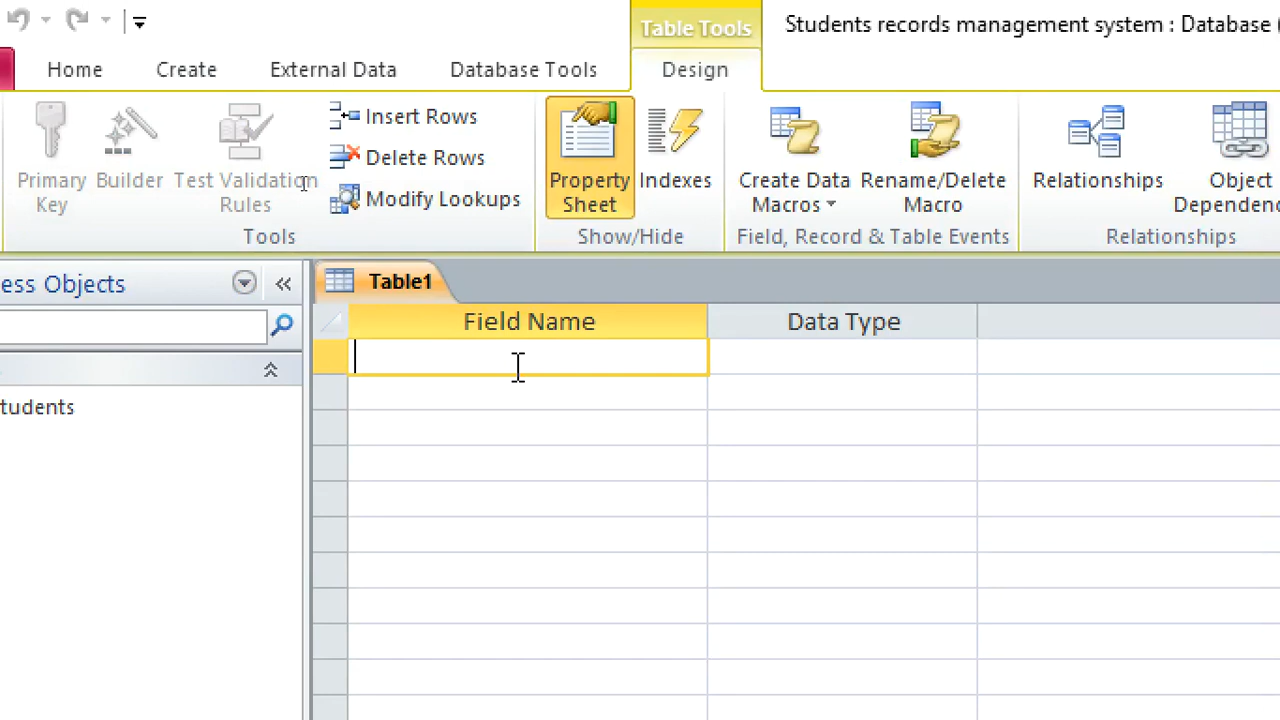 Table Tools
Students records management system : Database (
Home
Create
External Data
Database Tools
Design
Primary Key
Builder
Test Validation Rules
Insert Rows
Delete Rows
Modify Lookups
Tools
Property Sheet
Indexes
Show/Hide
Create Data Macros
Rename/Delete Macro
Field, Record & Table Events
Relationships
Object Dependenc
Relationships
ess Objects
Table1
Field Name
Data Type
tudents